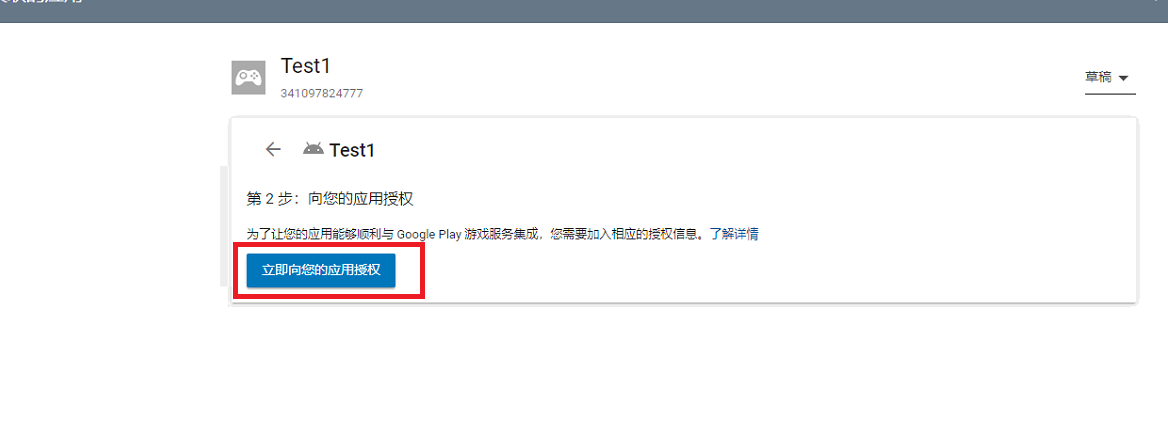 的应用
Test1
341097824777
草稿
Test1
第 2 步：向您的应用授权
为了让您的应用能够顺利与 Google Play 游戏服务集成，您需要加入相应的授权信息。了解详情
立即向您的应用授权